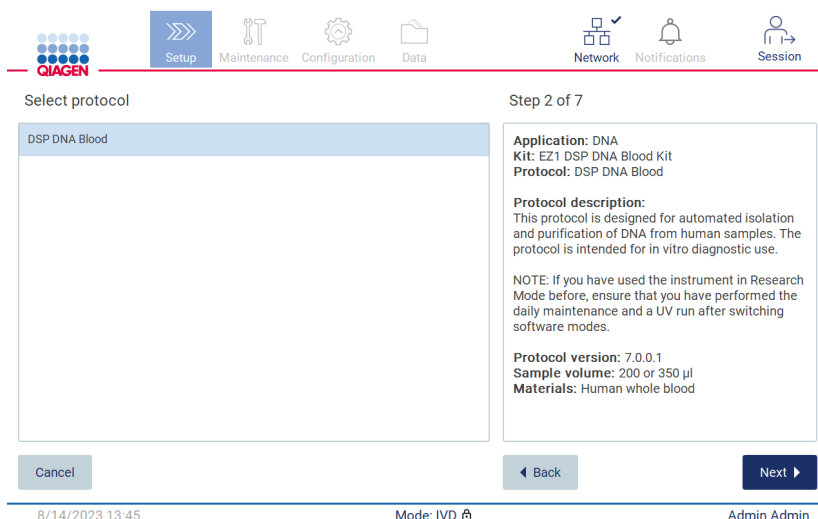 QIAGEN
Setup
Maintenance
Configuration
Data
Network
Notifications
Session
Select protocol
Step 2 of 7
DSP DNA Blood
Application: DNA
Kit: EZ1 DSP DNA Blood Kit
Protocol: DSP DNA Blood
Protocol description:
This protocol is designed for automated isolation
and purification of DNA from human samples. The
protocol is intended for in vitro diagnostic use.
NOTE: If you have used the instrument in Research
Mode before, ensure that you have performed the
daily maintenance and a UV run after switching
software modes.
Protocol version: 7.0.0.1
Sample volume: 200 or 350 µl
Materials: Human whole blood
Cancel
Back
Next
8/14/2023 13:45
Mode: IVD
Admin Admin